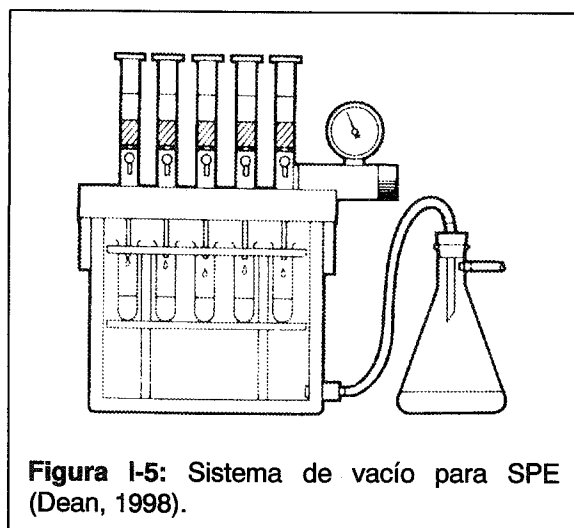 Figura I-5: Sistema de vacío para SPE
(Dean, 1998).